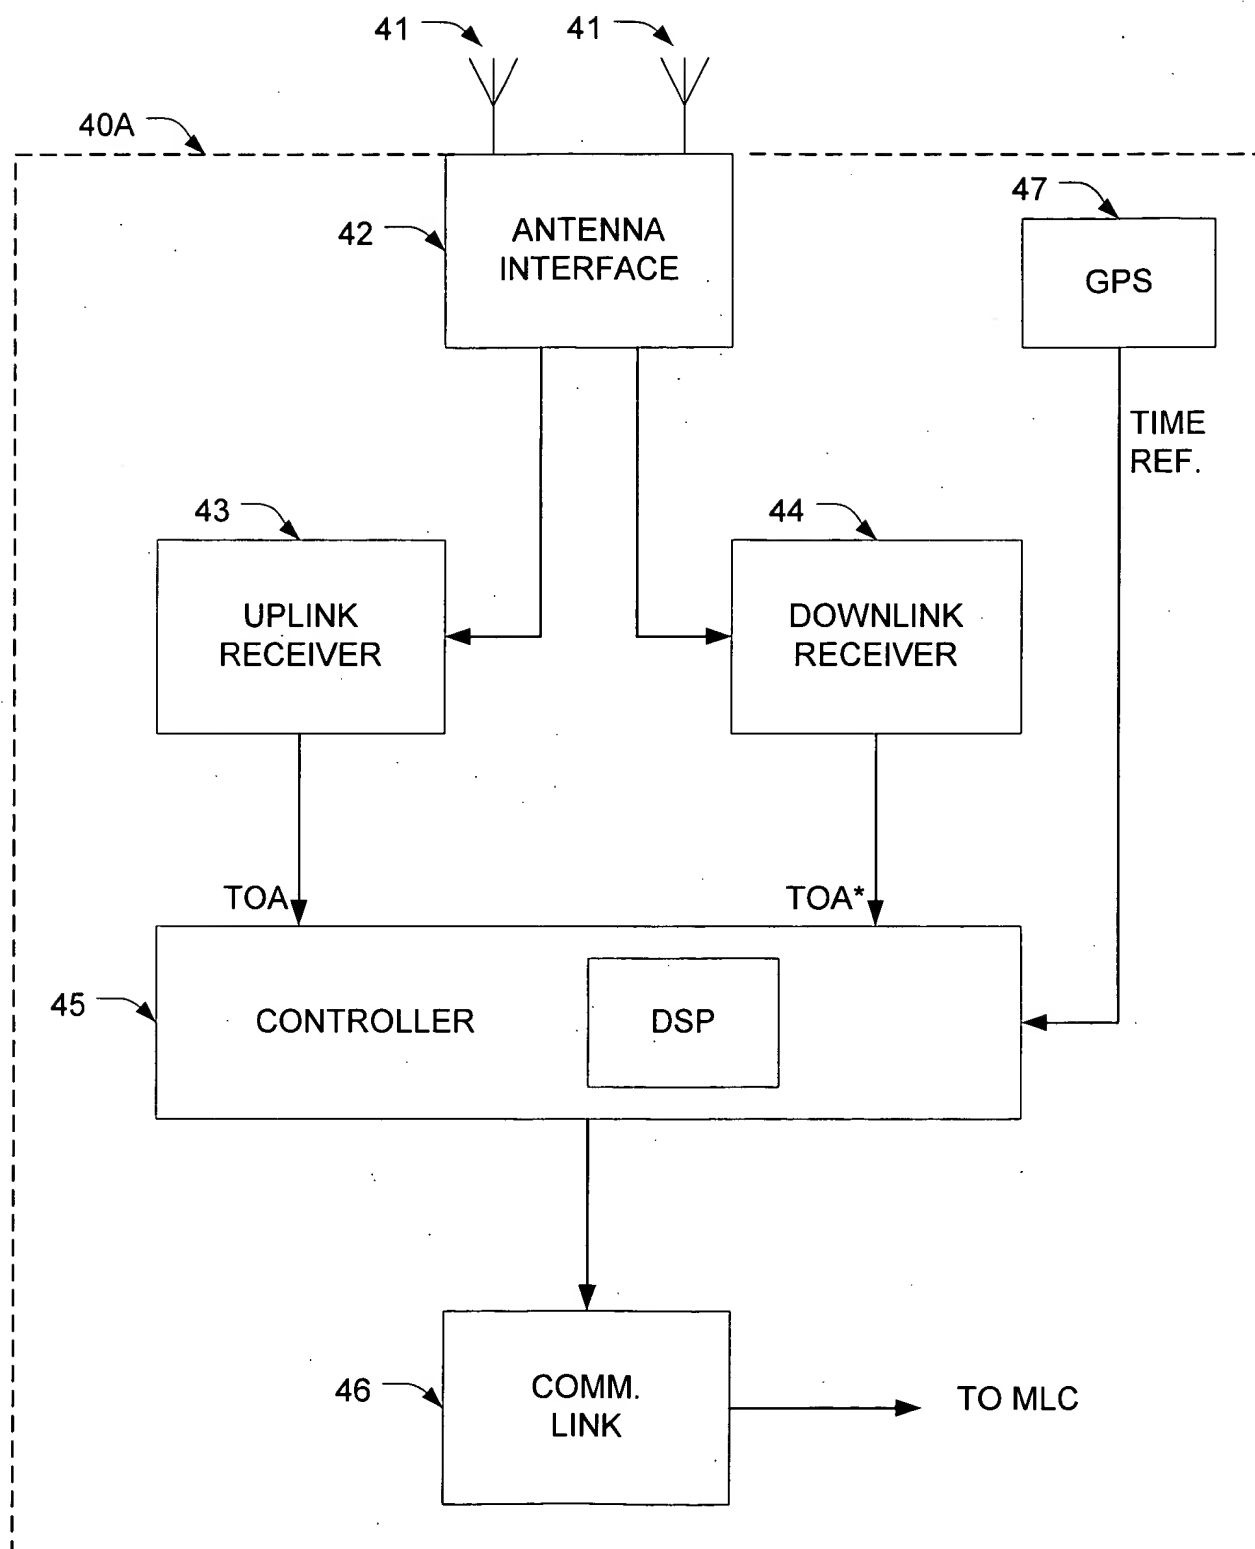 41
41
40A
42
ANTENNA
INTERFACE
47
GPS
TIME
REF.
43
UPLINK
RECEIVER
44
DOWNLINK
RECEIVER
TOA
TOA*
45
CONTROLLER
DSP
46
COMM.
LINK
TO MLC